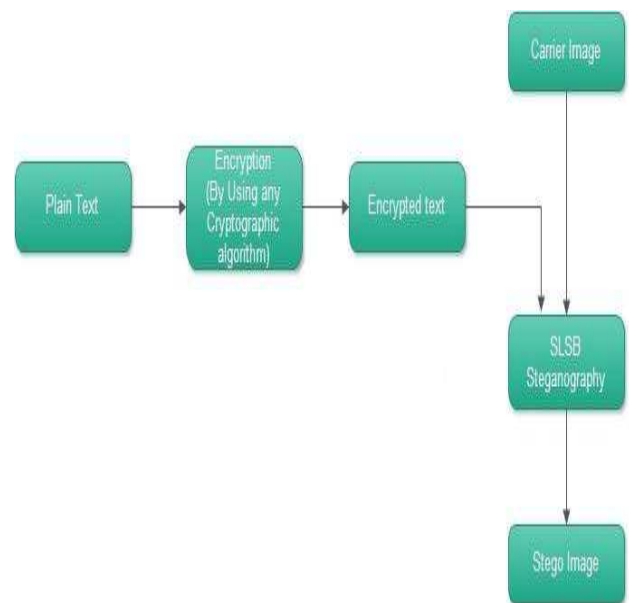 Carrier Image
Plain Text
Encryption
(By Using any
Cryptographic
algorithm)
Encrypted text
SLSB
Steganography
Stego Image